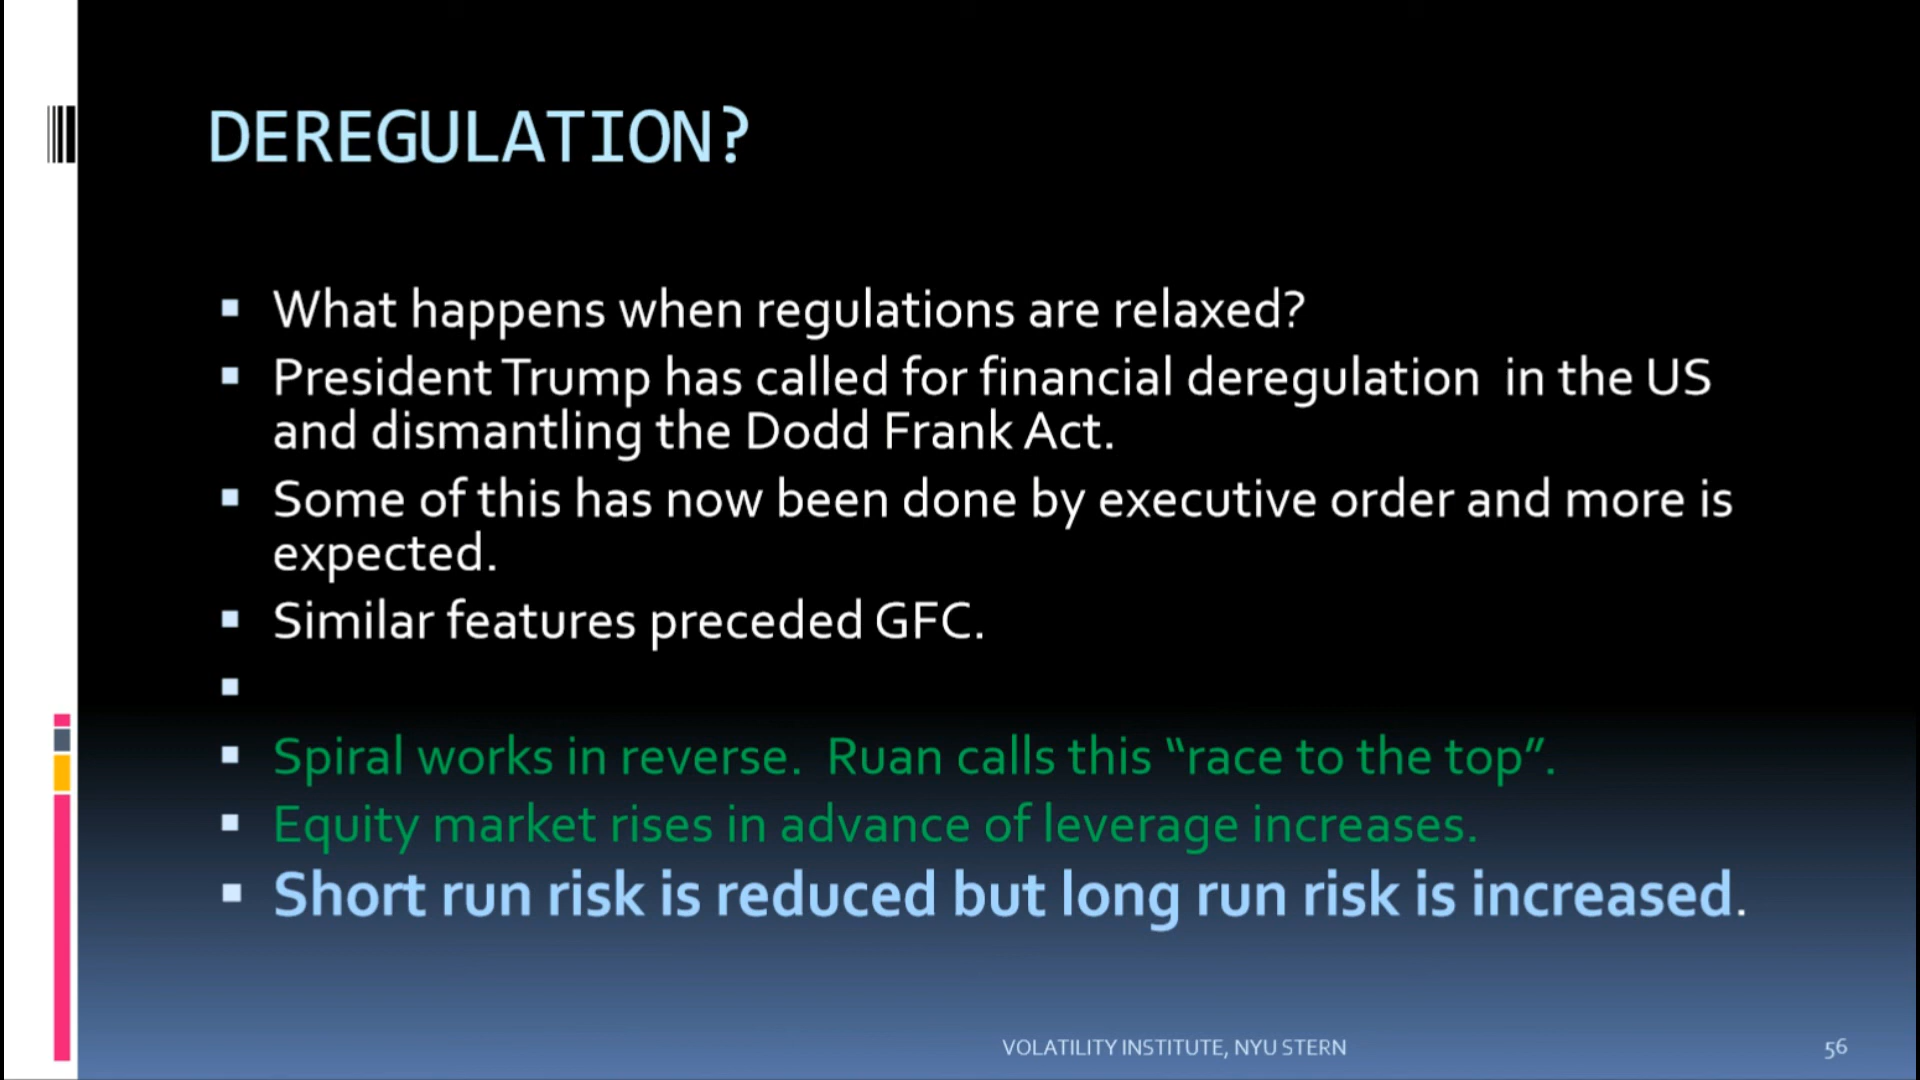 DEREGULATION?
What happens when regulations are relaxed?
President Trump has called for financial deregulation in the US
and dismantling the Dodd Frank Act.
Some of this has now been done by executive order and more is
expected.
Similar features preceded GFC.
Spiral works in reverse. Ruan calls this “race to the top”.
Equity market rises in advance of leverage increases.
Short run risk is reduced but long run risk is increased.
VOLATILITY INSTITUTE, NYU STERN
56